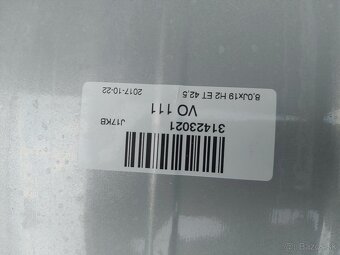 31423021
J17KB
VO 111
8,0Jx19 H2 ET 42,5
2017-10-22